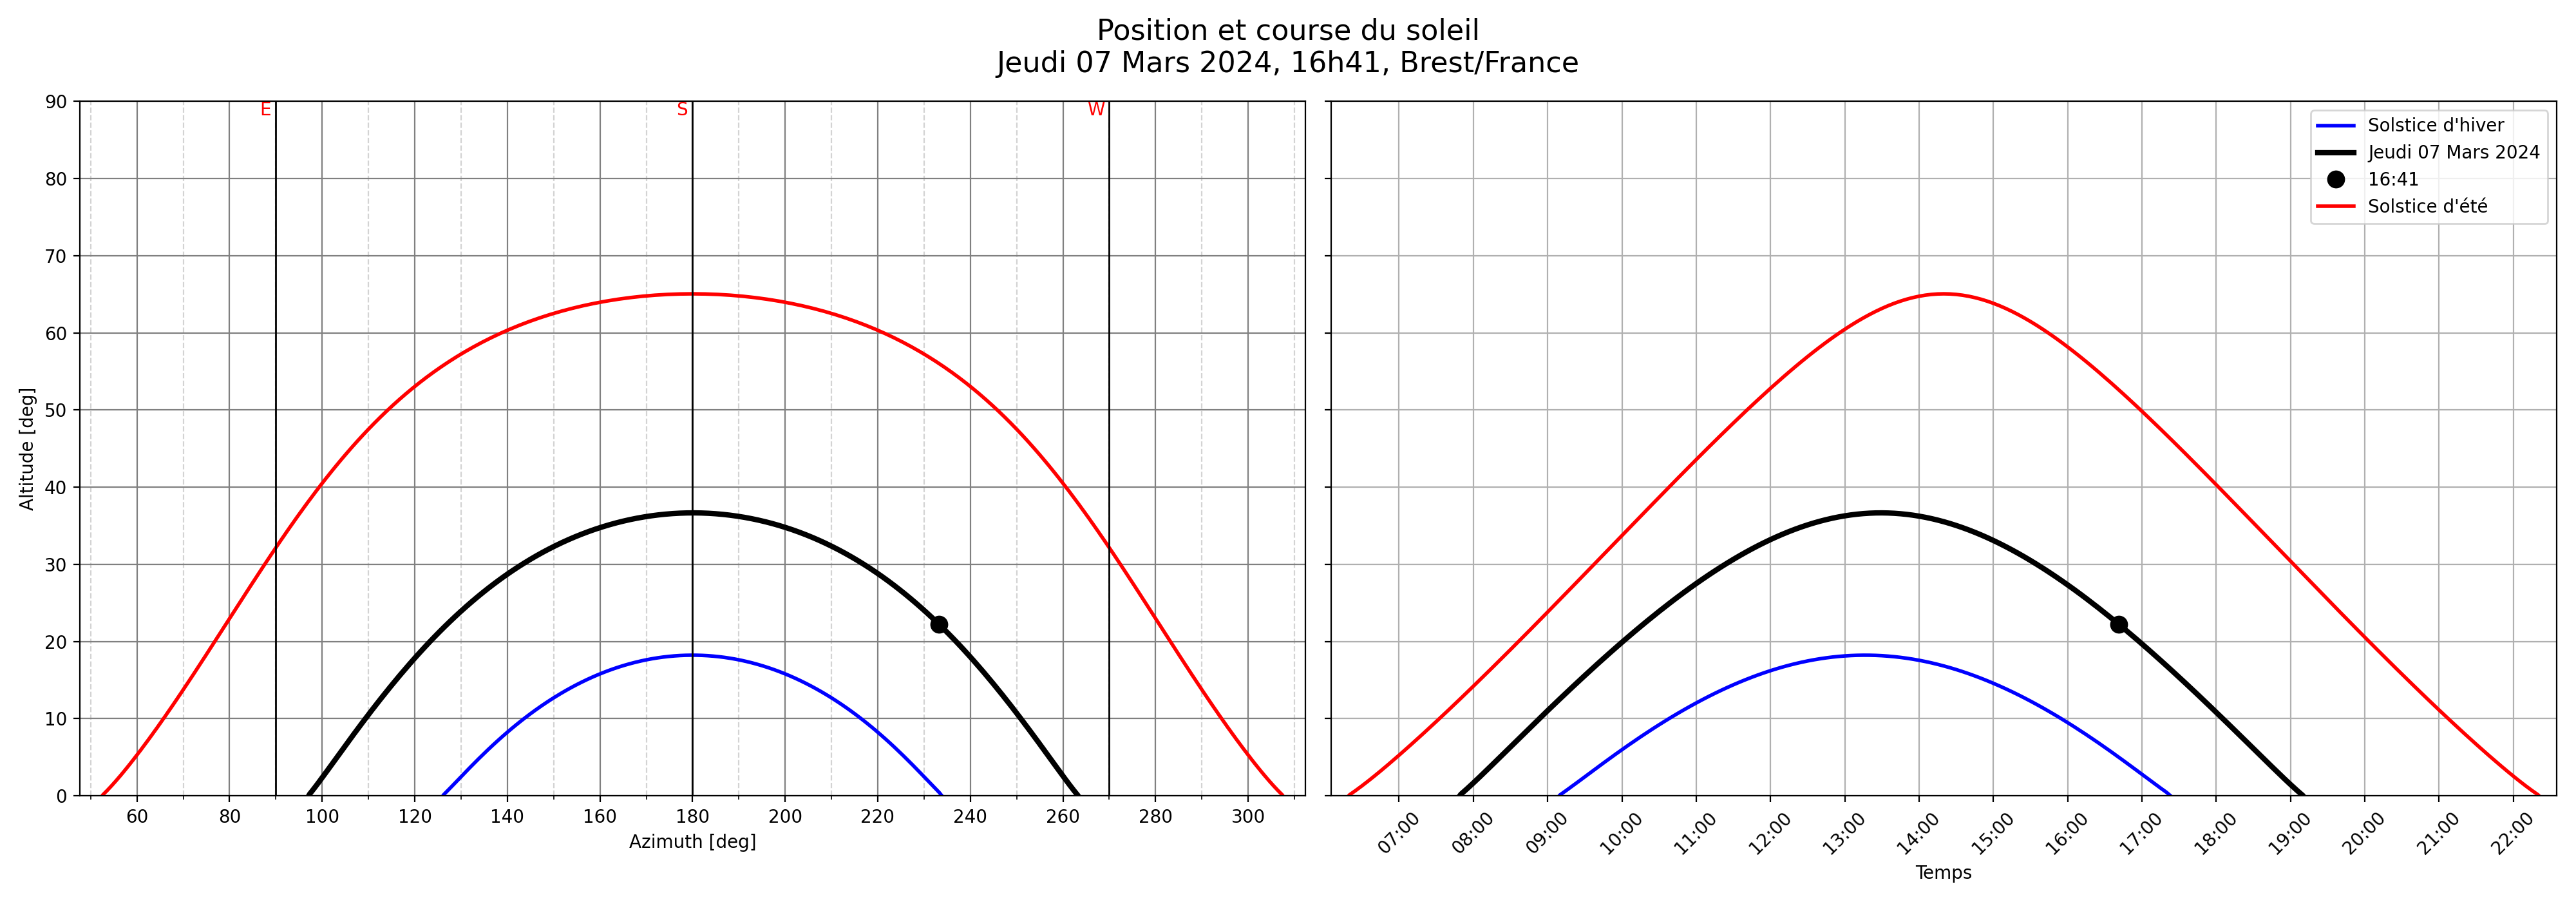 Position et course du soleil
Jeudi 07 Mars 2024, 16h41, Brest/France
E
S
W
90
80
70
60
50
40
30
20
10
0
Altitude [deg]
60 80 100 120 140 160 180 200 220 240 260 280 300
Azimuth [deg]
Solstice d'hiver
Jeudi 07 Mars 2024
16:41
Solstice d'été
07:00 08:00 09:00 10:00 11:00 12:00 13:00 14:00 15:00 16:00 17:00 18:00 19:00 20:00 21:00 22:00
Temps